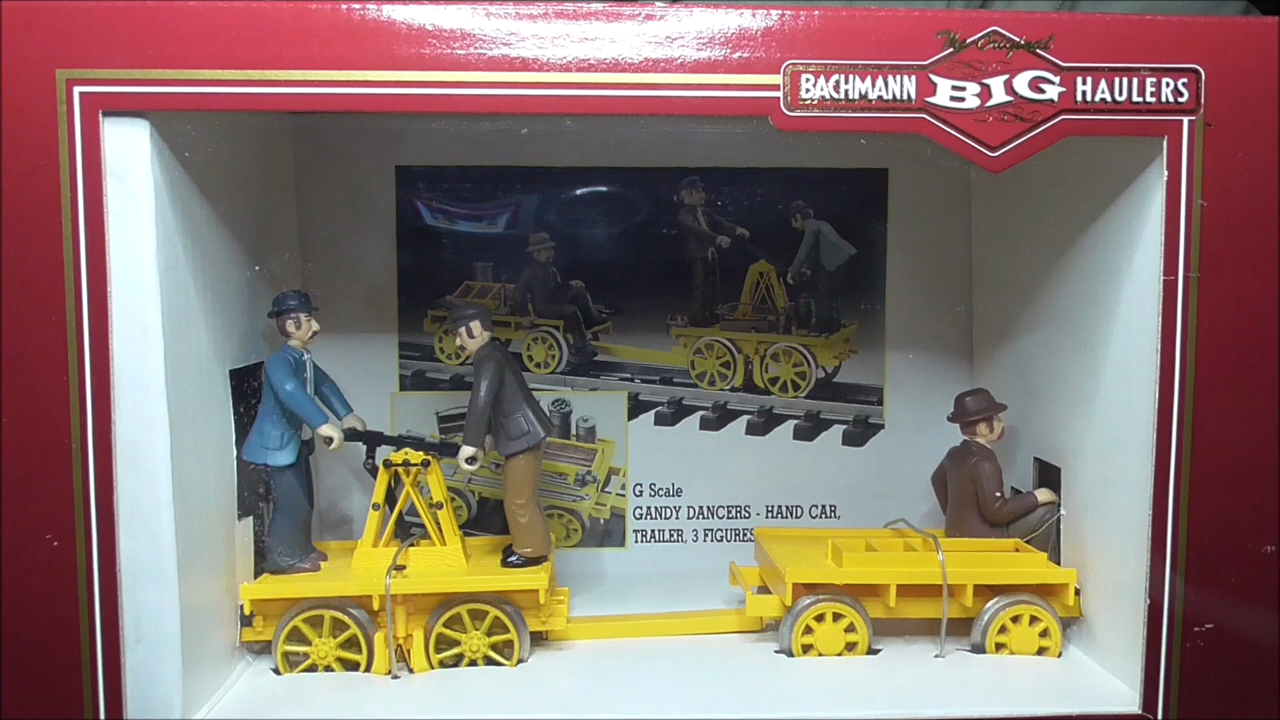 The Original
BACHMANN BIG HAULERS
G Scale
GANDY DANCERS - HAND CAR,
TRAILER, 3 FIGURES